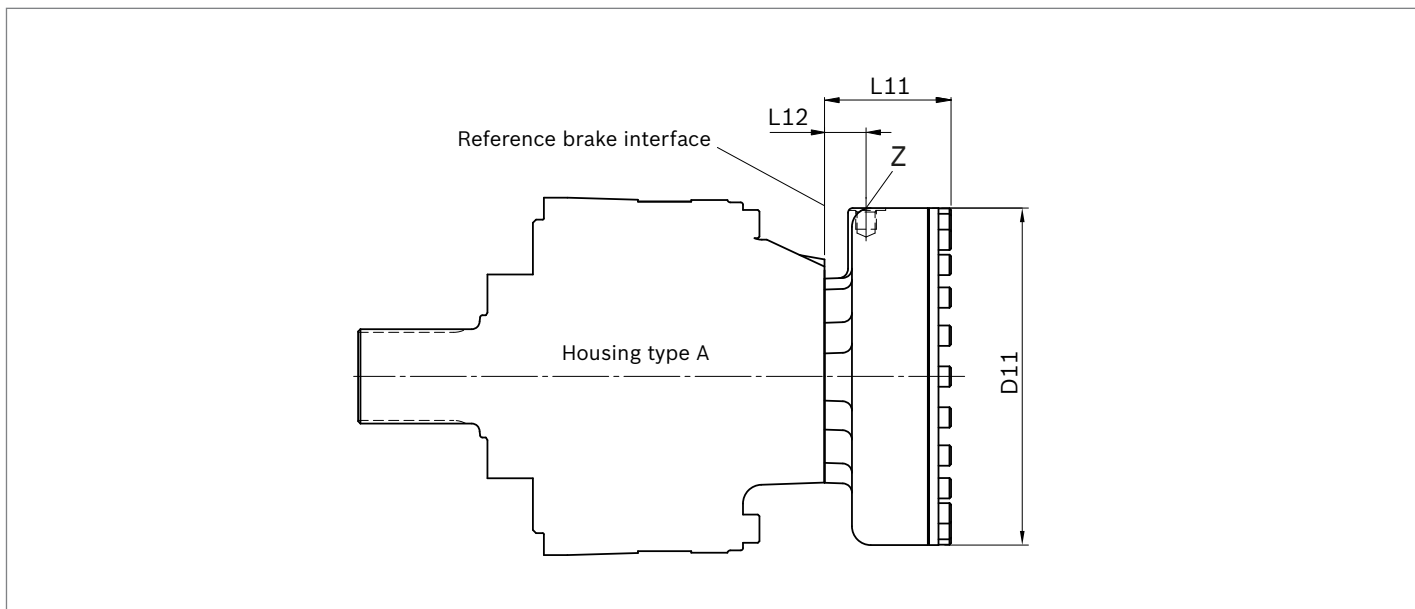 L11
L12
Reference brake interface
Z
Housing type A
D11